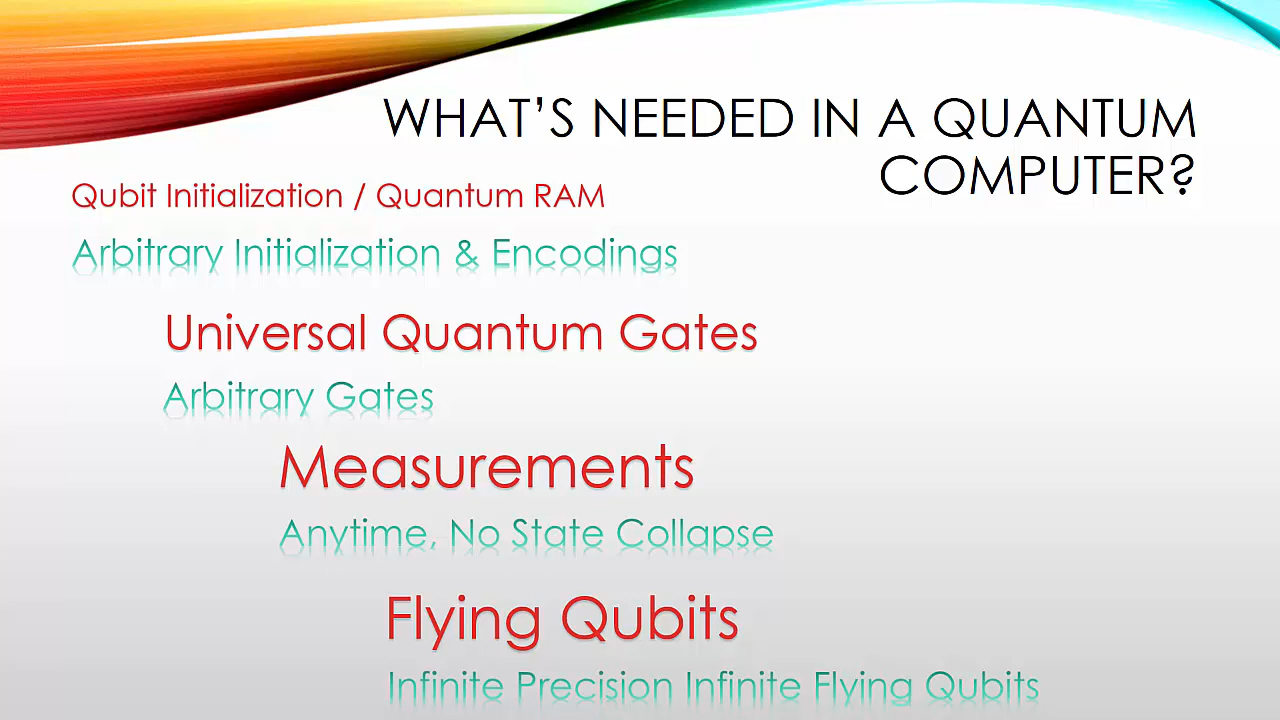 WHAT'S NEEDED IN A QUANTUM
COMPUTER?
Qubit Initialization / Quantum RAM
Arbitrary Initialization & Encodings
Universal Quantum Gates
Arbitrary Gates
Measurements
Anytime, No State Collapse
Flying Qubits
Infinite Precision Infinite Flying Qubits